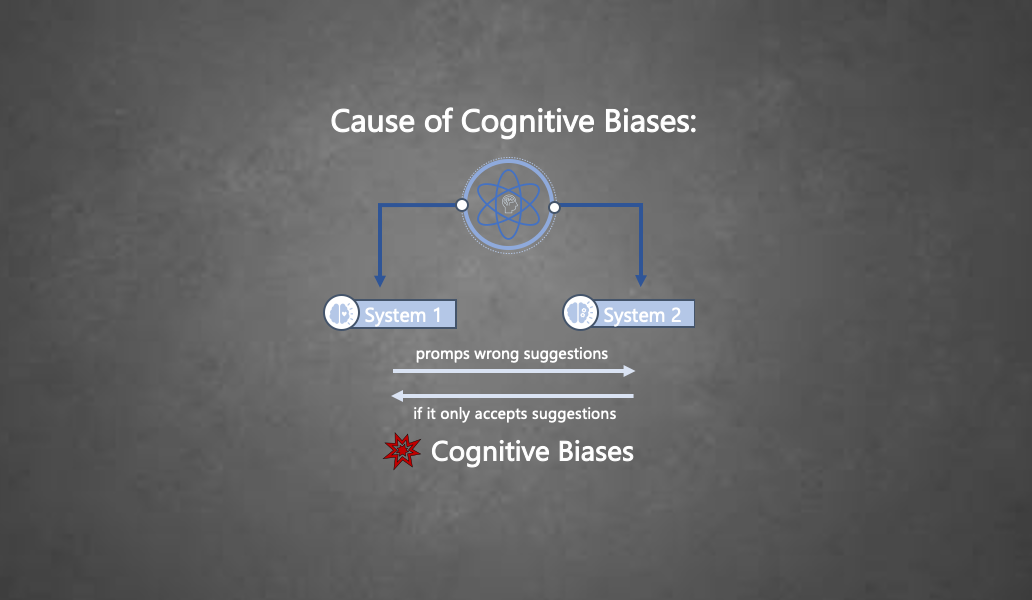 Cause of Cognitive Biases:
System 1
System 2
promps wrong suggestions
if it only accepts suggestions
Cognitive Biases